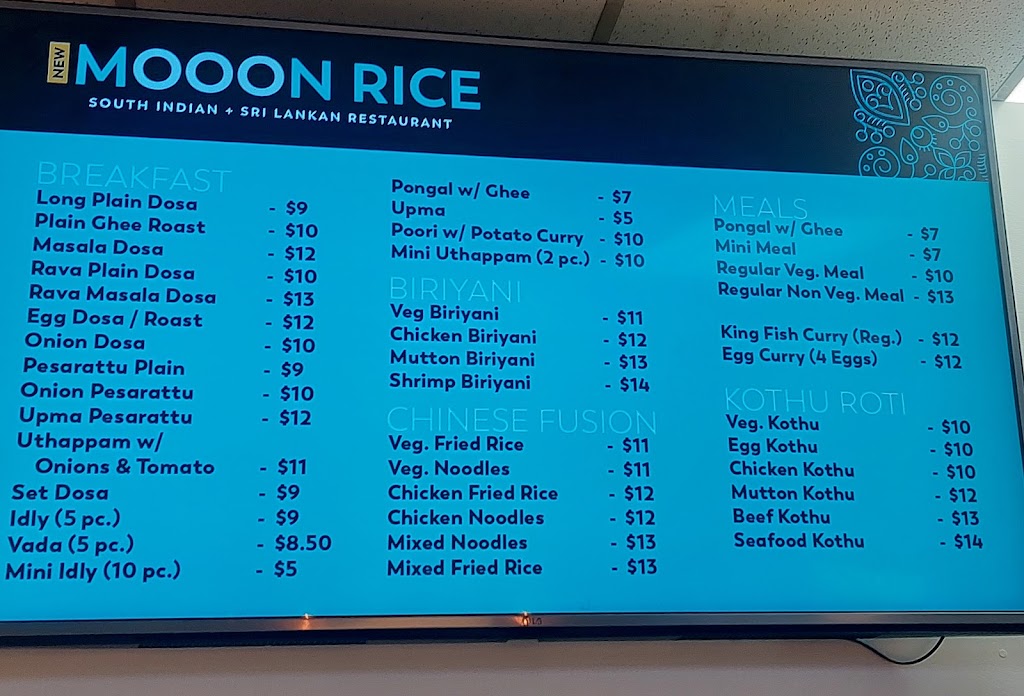 NEW
MOOON RICE
SOUTH INDIAN + SRI LANKAN RESTAURANT
BREAKFAST
Long Plain Dosa - $9
Plain Ghee Roast - $10
Masala Dosa - $12
Rava Plain Dosa - $10
Rava Masala Dosa - $13
Egg Dosa / Roast - $12
Onion Dosa - $10
Pesarattu Plain - $9
Onion Pesarattu - $10
Upma Pesarattu - $12
Uthappam w/
Onions & Tomato - $11
Set Dosa - $9
Idly (5 pc.) - $9
Vada (5 pc.) - $8.50
Mini Idly (10 pc.) - $5
Pongal w/ Ghee - $7
Upma - $5
Poori w/ Potato Curry - $10
Mini Uthappam (2 pc.) - $10
BIRIYANI
Veg Biriyani - $11
Chicken Biriyani - $12
Mutton Biriyani - $13
Shrimp Biriyani - $14
CHINESE FUSION
Veg. Fried Rice - $11
Veg. Noodles - $11
Chicken Fried Rice - $12
Chicken Noodles - $12
Mixed Noodles - $13
Mixed Fried Rice - $13
MEALS
Pongal w/ Ghee - $7
Mini Meal - $7
Regular Veg. Meal - $10
Regular Non Veg. Meal - $13
King Fish Curry (Reg.) - $12
Egg Curry (4 Eggs) - $12
KOTHU ROTI
Veg. Kothu - $10
Egg Kothu - $10
Chicken Kothu - $10
Mutton Kothu - $12
Beef Kothu - $13
Seafood Kothu - $14
LG